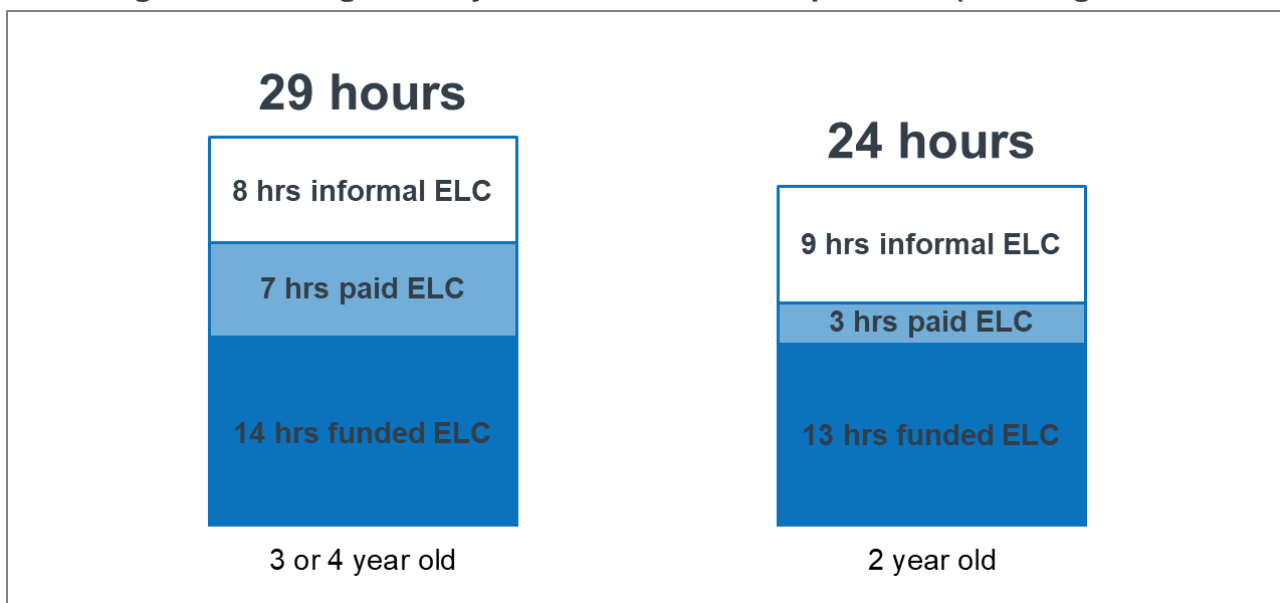 29 hours
8 hrs informal ELC
7 hrs paid ELC
14 hrs funded ELC
3 or 4 year old
24 hours
9 hrs informal ELC
3 hrs paid ELC
13 hrs funded ELC
2 year old